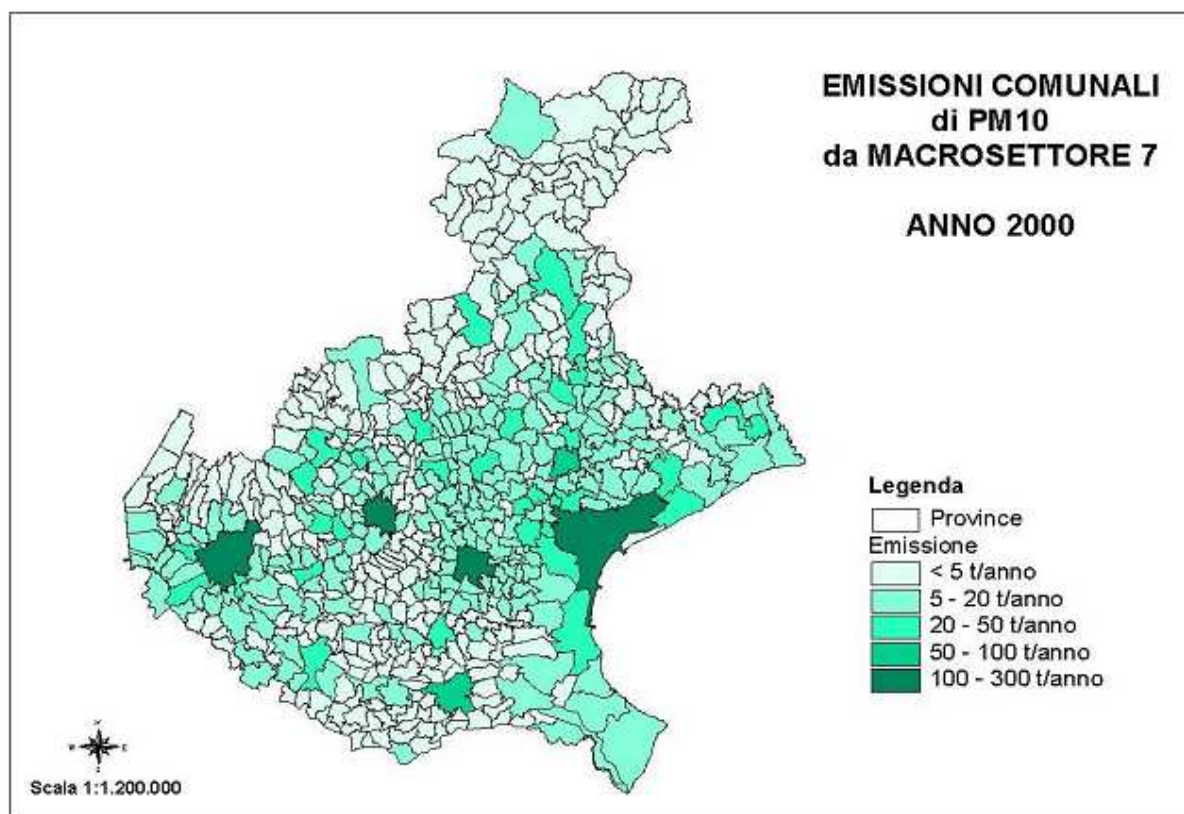 EMISSIONI COMUNALI
di PM10
da MACROSETTORE 7
ANNO 2000
Legenda
Province
Emissione
< 5 t/anno
5 - 20 t/anno
20 - 50 t/anno
50 - 100 t/anno
100 - 300 t/anno
Scala 1:1.200.000